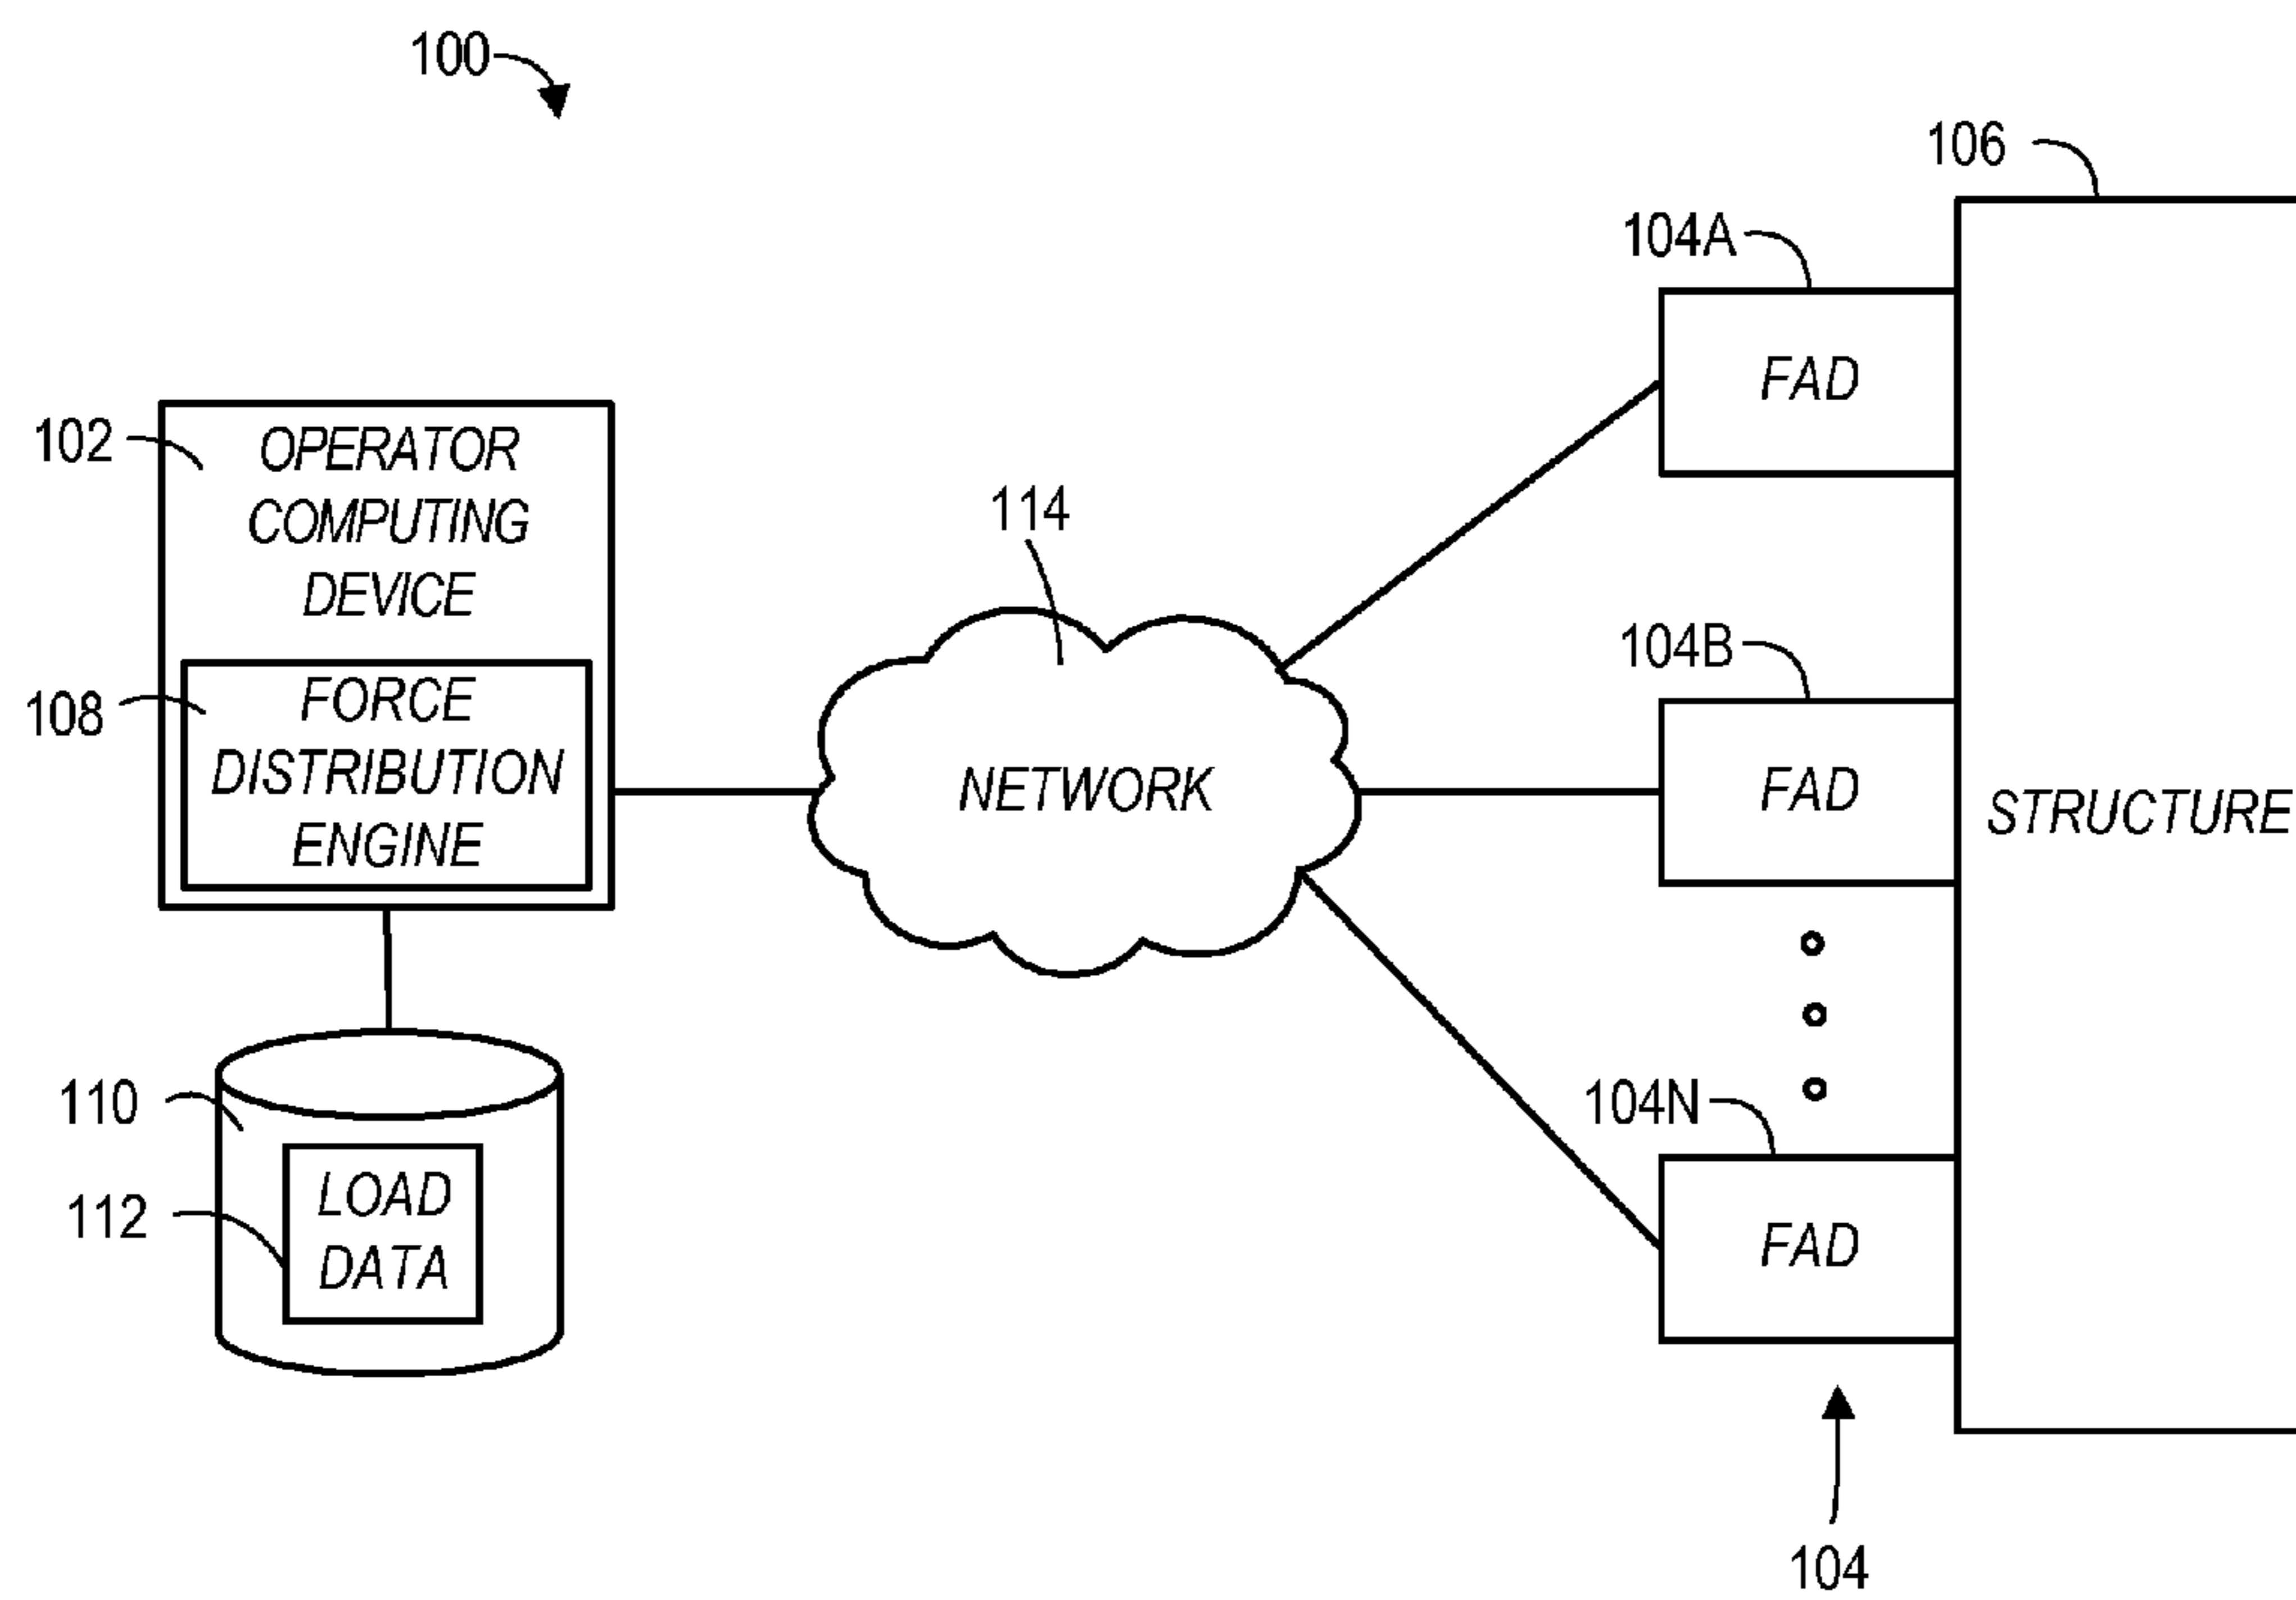 100
106
104A
FAD
102
OPERATOR
COMPUTING
DEVICE
114
104B
108
FORCE
DISTRIBUTION
ENGINE
NETWORK
FAD
STRUCTURE
110
104N
112
LOAD
DATA
FAD
104